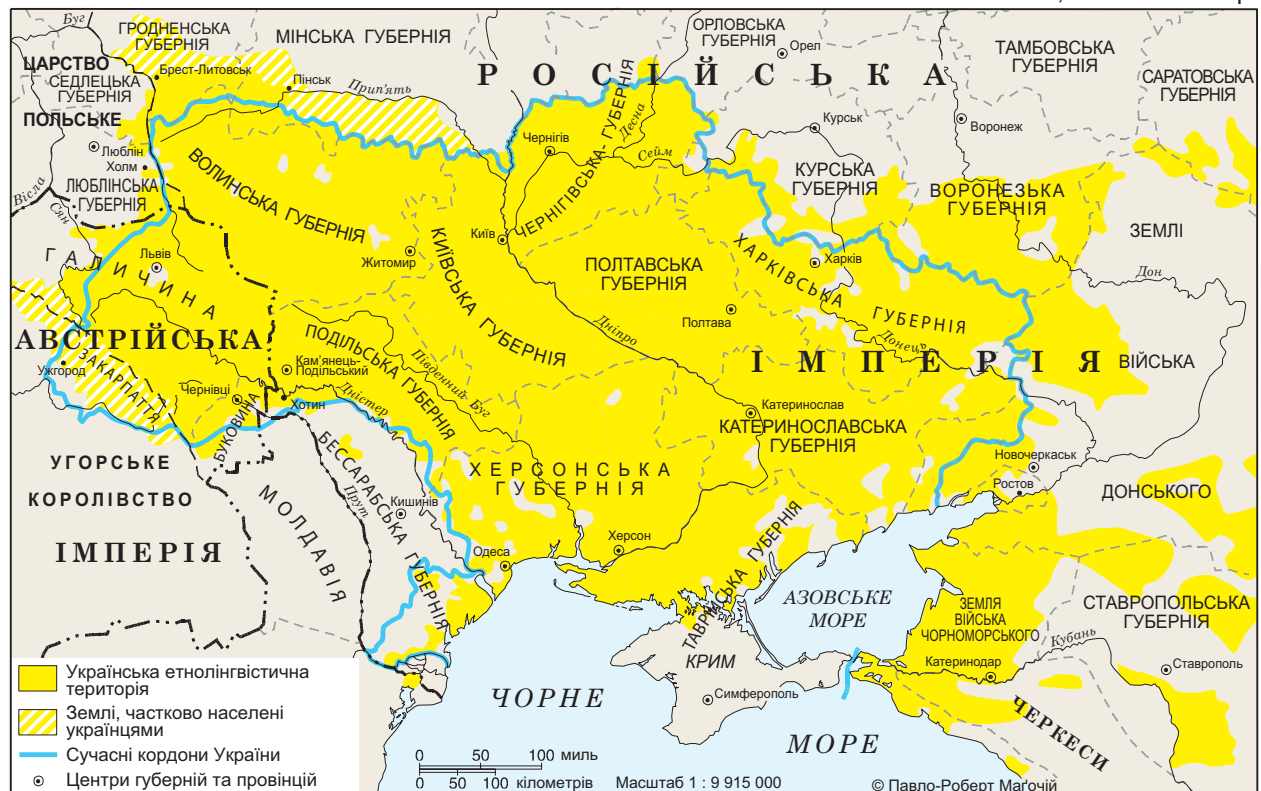 Буг
ГРОДНЕНСЬКА
ГУБЕРНІЯ
МІНСЬКА ГУБЕРНІЯ
ОРЛОВСЬКА
ГУБЕРНІЯ
Орел
ТАМБОВСЬКА
ГУБЕРНІЯ
САРАТОВСЬКА
ГУБЕРНІЯ
ЦАРСТВО
ПОЛЬСЬКЕ
СЕДЛЕЦЬКА
ГУБЕРНІЯ
Брест-Литовськ
Пінськ
Прип'ять
РОСІЙСЬКА
ІМПЕРІЯ
Люблін
Холм
ЛЮБЛІНСЬКА
ГУБЕРНІЯ
Вісла
Сян
ВОЛИНСЬКА ГУБЕРНІЯ
Чернігів
ЧЕРНІГІВСЬКА- ГУБЕРНІЯ
Десна
Сейм
Курськ
КУРСЬКА
ГУБЕРНІЯ
Воронеж
ВОРОНЕЗЬКА
ГУБЕРНІЯ
ЗЕМЛІ
ВІЙСЬКА
ДОНСЬКОГО
Дон
ГАЛИЧИНА
Львів
Житомир
Київ
КИЇВСЬКА ГУБЕРНІЯ
ПОЛТАВСЬКА
ГУБЕРНІЯ
Полтава
ХАРКІВСЬКА ГУБЕРНІЯ
Харків
Донець
Дніпро
АВСТРІЙСЬКА
ІМПЕРІЯ
Ужгород
ЗАКАРПАТТЯ
Чернівці
БУКОВИНА
Кам'янець-
Подільський
Хотин
Дністер
ПОДІЛЬСЬКА ГУБЕРНІЯ
Південний Буг
Катеринослав
КАТЕРИНОСЛАВСЬКА
ГУБЕРНІЯ
УГОРСЬКЕ
КОРОЛІВСТВО
МОЛДАВІЯ
Прут
БЕССАРАБСЬКА ГУБЕРНІЯ
Кишинів
ХЕРСОНСЬКА
ГУБЕРНІЯ
Одеса
Херсон
Новочеркаськ
Ростов
ТАВРІЙСЬКА ГУБЕРНІЯ
АЗОВСЬКЕ
МОРЕ
ЗЕМЛЯ
ВІЙСЬКА
ЧОРНОМОРСЬКОГО
Катеринодар
Кубань
СТАВРОПОЛЬСЬКА
ГУБЕРНІЯ
Ставрополь
КРИМ
Симферополь
ЧЕРКЕСИ
ЧОРНЕ
МОРЕ
Українська етнолінгвістична
територія
Землі, частково населені
українцями
Сучасні кордони України
Центри губерній та провінцій
0 50 100 миль
0 50 100 кілометрів
Масштаб 1 : 9 915 000
© Павло-Роберт Маґочій